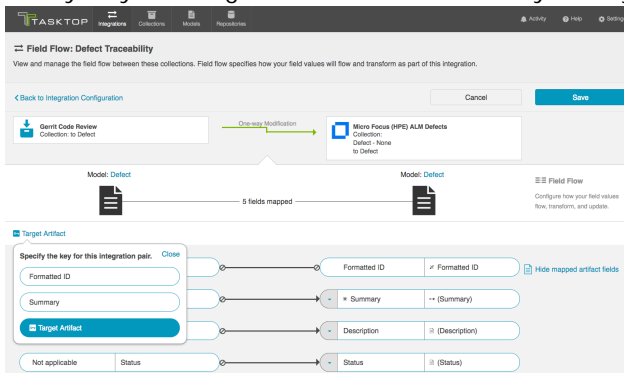 TASKTOP
Integrations
Collections
Models
Repositories
Activity
Help
Field Flow: Defect Traceability
View and manage the field flow between these collections. Field flow specifies how your field values will flow and transform as part of this integration.
Back to Integration Configuration
Cancel
Save
Gerrit Code Review
Collection: to Defect
One-way Modification
Micro Focus (HPE) ALM Defects
Collection:
Defect - None
to Defect
Model: Defect
Model: Defect
5 fields mapped
Field Flow
Configure how your field values
flow, transform, and update.
Target Artifact
Specify the key for this integration pair. Close
Formatted ID
Summary
Target Artifact
Formatted ID Formatted ID
Hide mapped artifact fields
Summary (Summary)
Description (Description)
Not applicable Status
Status (Status)